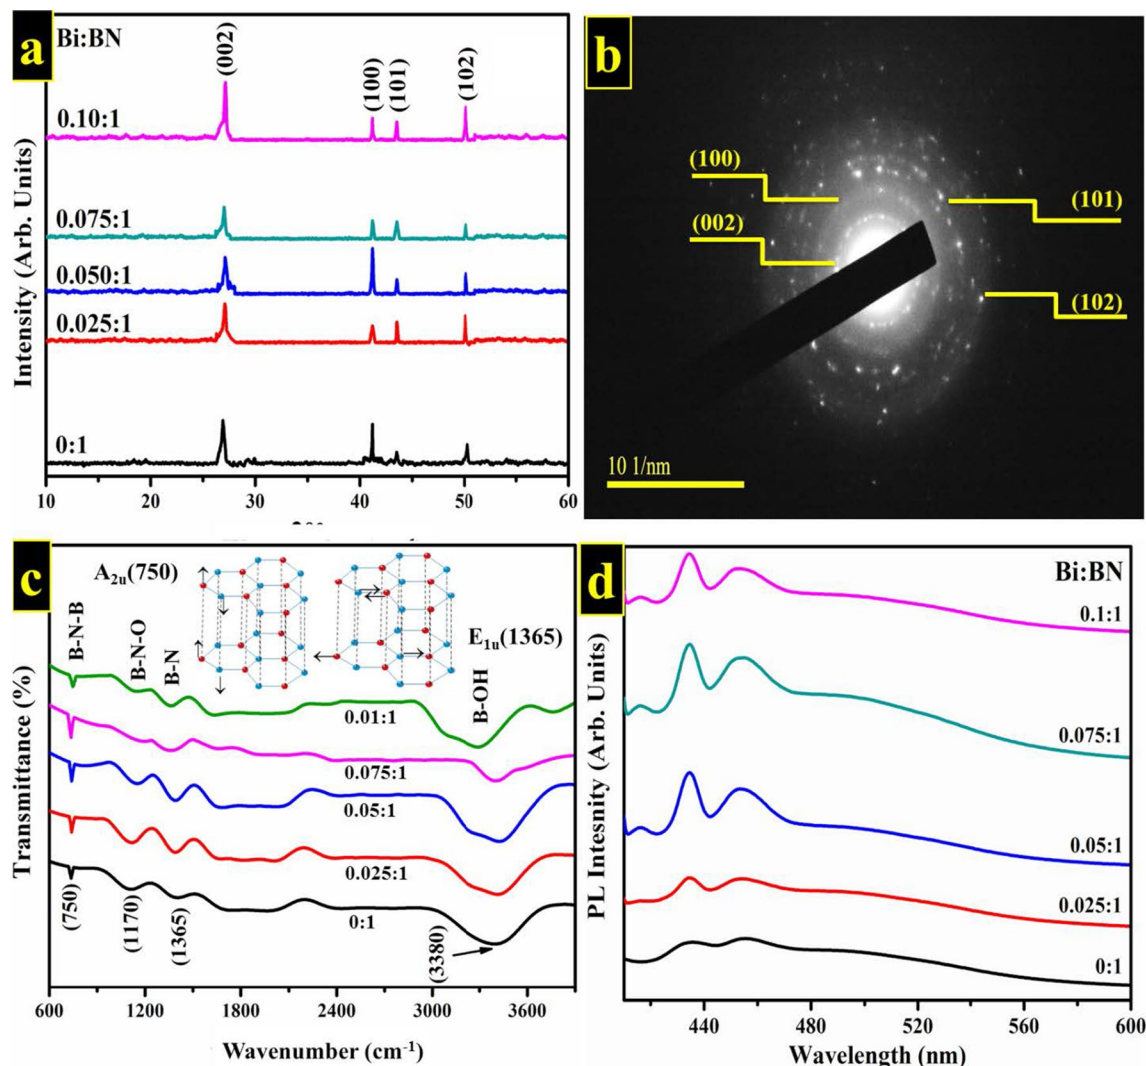 a
Bi:BN
(002)
(100)
(101)
(102)
0.10:1
0.075:1
0.050:1
0.025:1
0:1
Intensity (Arb. Units)
10 20 30 40 50 60
b
(100)
(002)
(101)
(102)
10 1/nm
c
A2u(750)
E1u(1365)
B-N-B
B-N-O
B-N
B-OH
0.01:1
0.075:1
0.05:1
0.025:1
0:1
(750)
(1170)
(1365)
(3380)
Transmittance (%)
600 1200 1800 2400 3000 3600
Wavenumber (cm-1)
d
Bi:BN
0.1:1
0.075:1
0.05:1
0.025:1
0:1
PL Intesnity (Arb. Units)
440 480 520 560 600
Wavelength (nm)